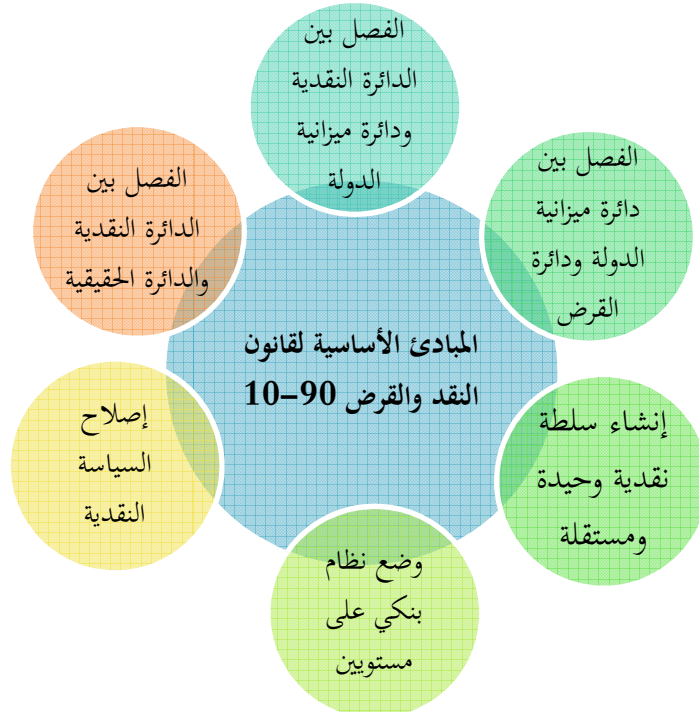 الفصل بين
الدائرة النقدية
ودائرة ميزانية
الدولة
الفصل بين
دائرة ميزانية
الدولة ودائرة
القرض
إنشاء سلطة
نقدية وحيدة
ومستقلة
وضع نظام
بنكي على
مستويين
إصلاح
السياسة
النقدية
الفصل بين
الدائرة النقدية
والدائرة الحقيقية
المبادئ الأساسية لقانون
النقد والقرض 90–10